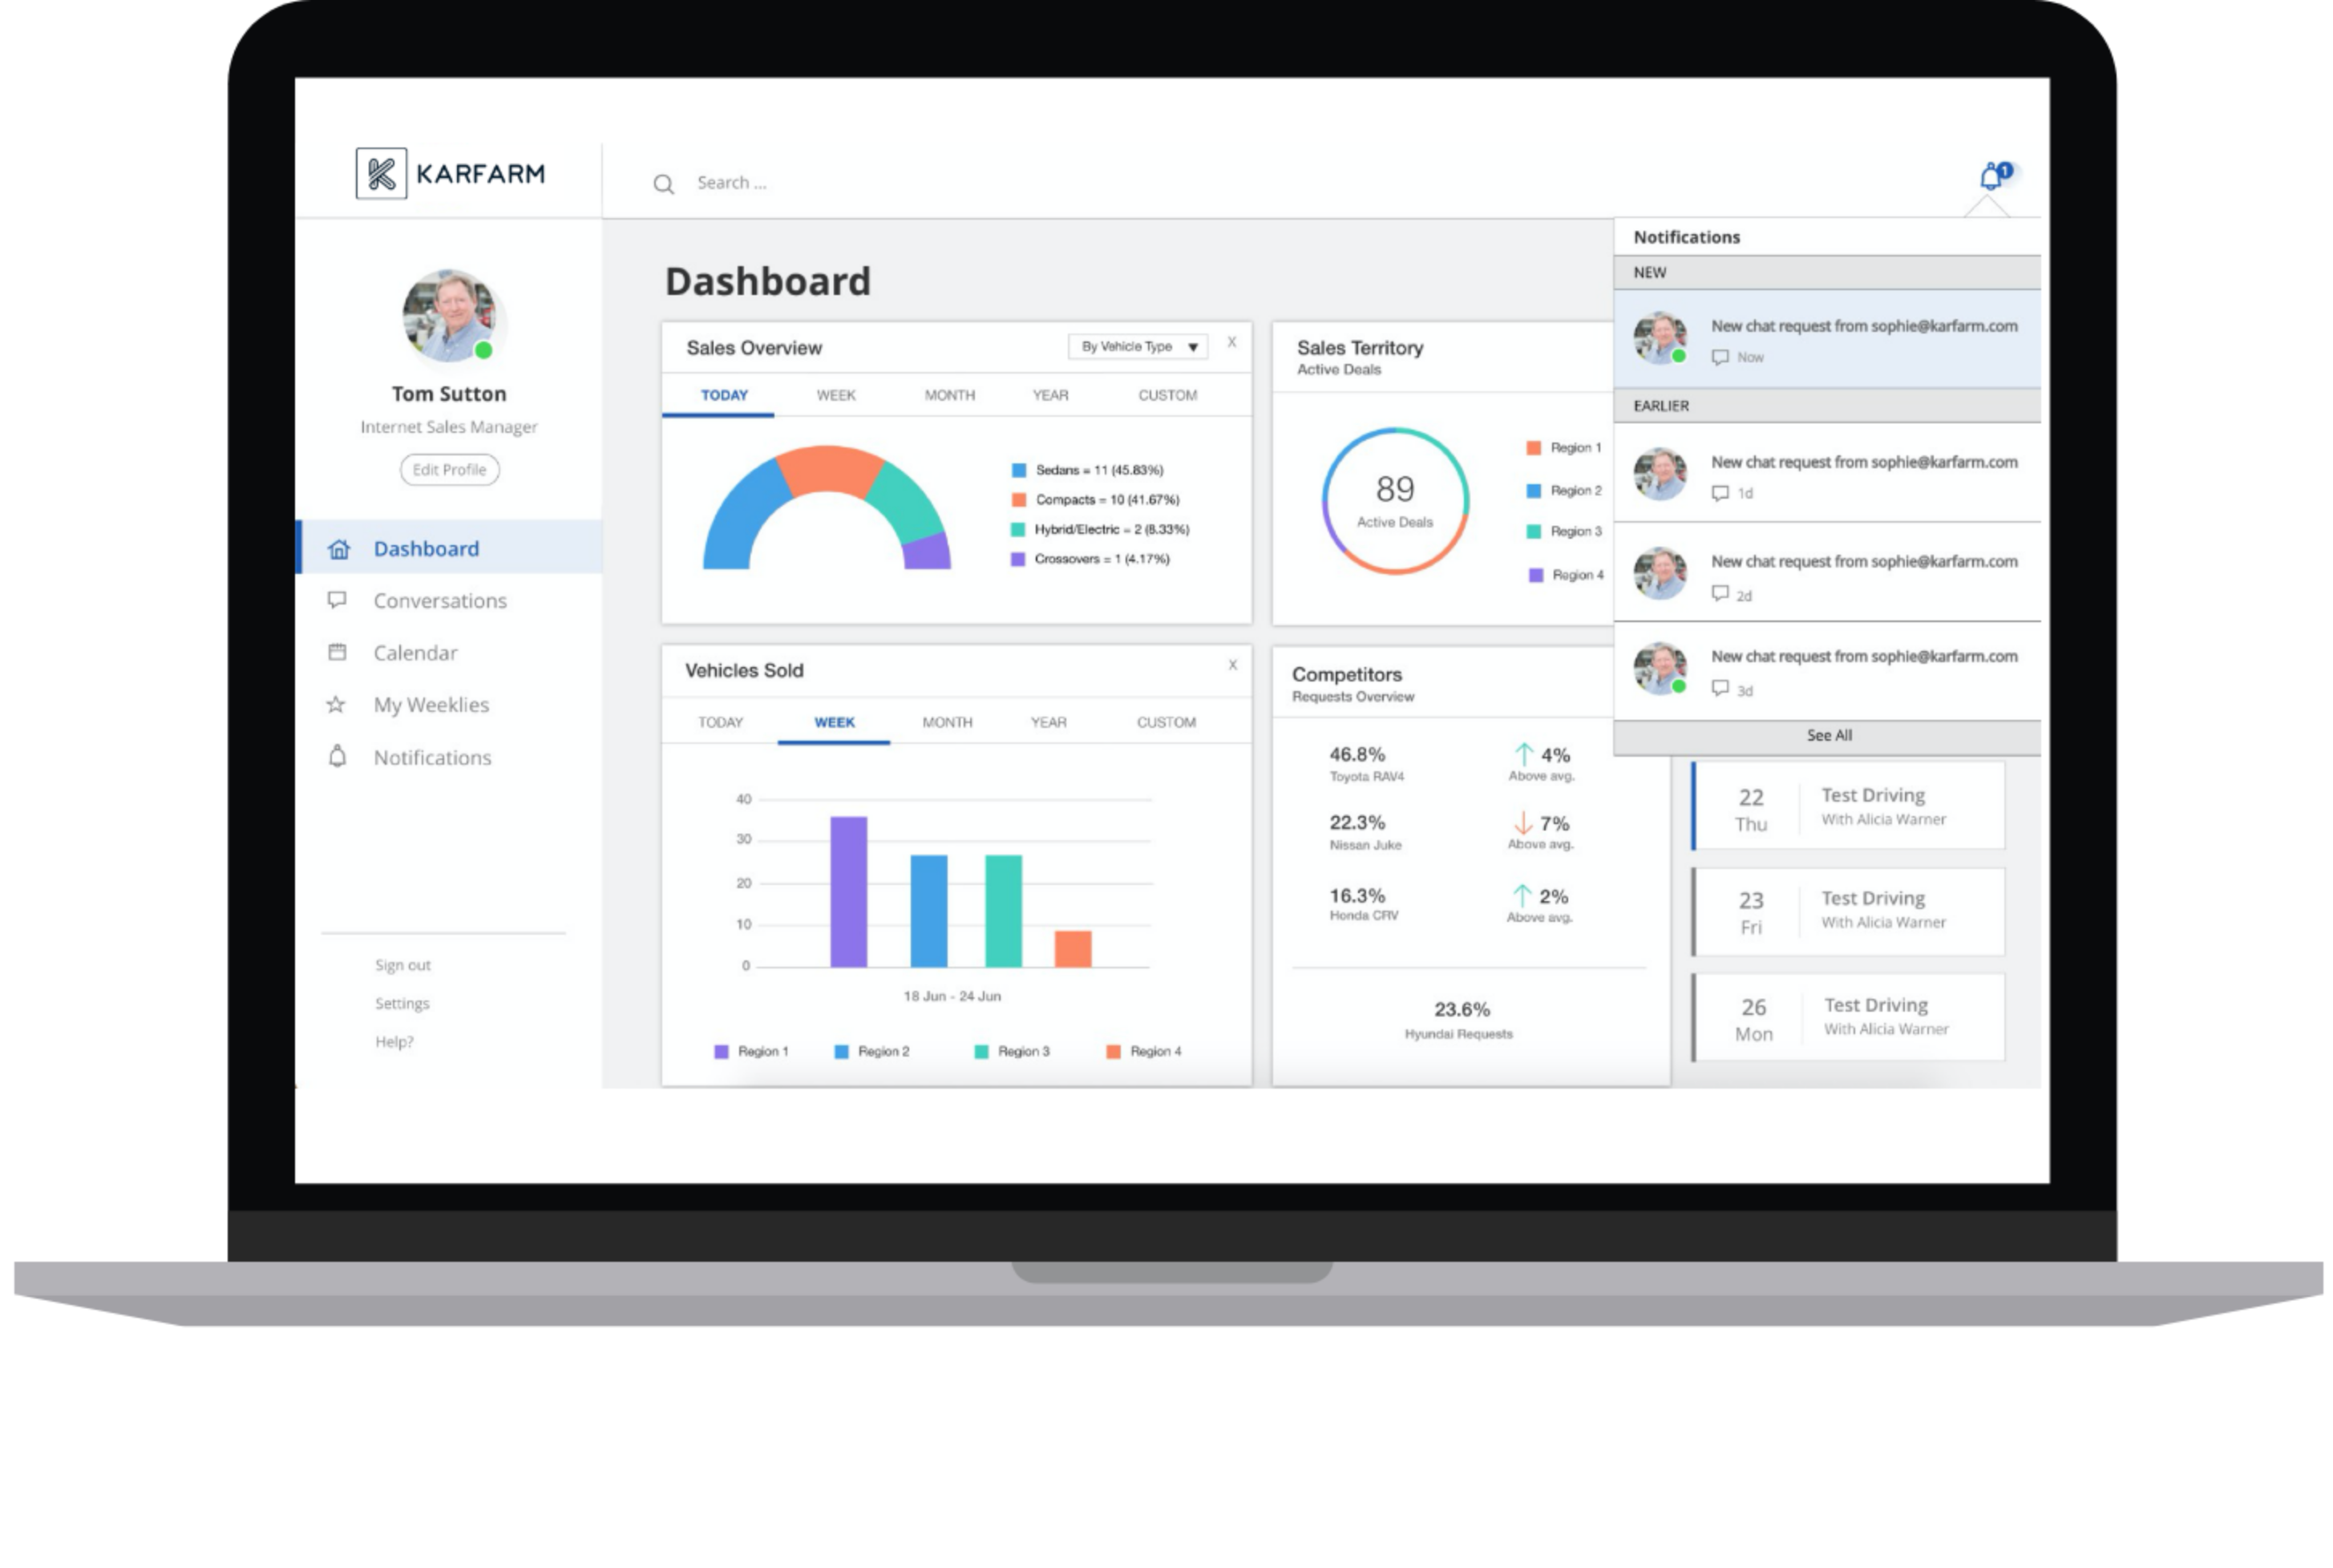 KARFARM
Search ...
1
Tom Sutton
Internet Sales Manager
Edit Profile
Dashboard
Conversations
Calendar
My Weeklies
Notifications
Sign out
Settings
Help?
Dashboard
Sales Overview
By Vehicle Type
X
TODAY WEEK MONTH YEAR CUSTOM
Sedans = 11 (45.83%)
Compacts = 10 (41.67%)
Hybrid/Electric = 2 (8.33%)
Crossovers = 1 (4.17%)
Sales Territory
Active Deals
89
Active Deals
Region 1
Region 2
Region 3
Region 4
Vehicles Sold
X
TODAY WEEK MONTH YEAR CUSTOM
40
30
20
10
0
18 Jun - 24 Jun
Region 1 Region 2 Region 3 Region 4
Competitors
Requests Overview
46.8% 4%
Toyota RAV4 Above avg.
22.3% 7%
Nissan Juke Above avg.
16.3% 2%
Honda CRV Above avg.
23.6%
Hyundai Requests
Notifications
NEW
New chat request from sophie@karfarm.com
Now
EARLIER
New chat request from sophie@karfarm.com
1d
New chat request from sophie@karfarm.com
2d
New chat request from sophie@karfarm.com
3d
See All
22 Test Driving
Thu With Alicia Warner
23 Test Driving
Fri With Alicia Warner
26 Test Driving
Mon With Alicia Warner